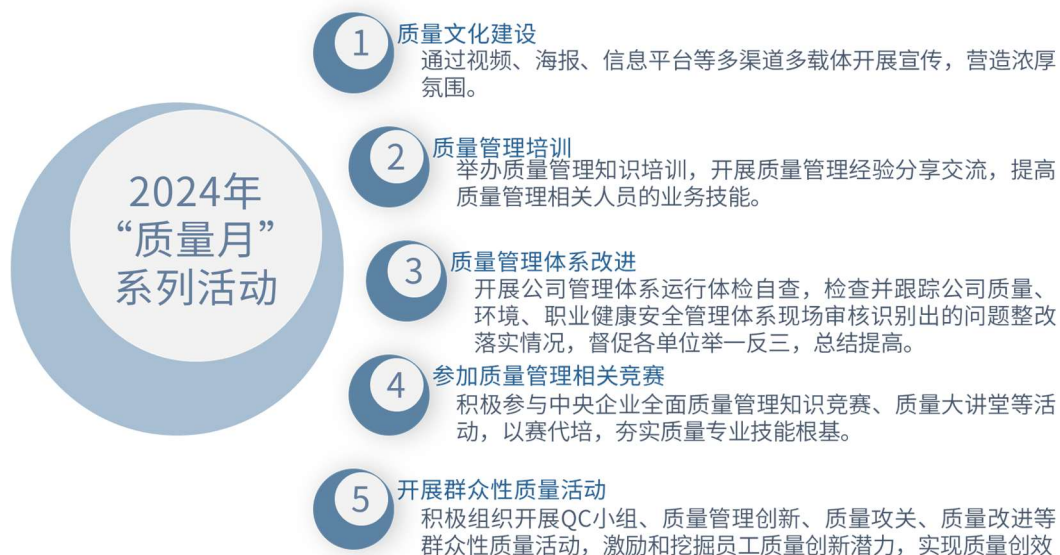 2024年
“质量月”
系列活动
1
质量文化建设
通过视频、海报、信息平台等多渠道多载体开展宣传，营造浓厚
氛围。
2
质量管理培训
举办质量管理知识培训，开展质量管理经验分享交流，提高
质量管理相关人员的业务技能。
3
质量管理体系改进
开展公司管理体系运行体检自查，检查并跟踪公司质量、
环境、职业健康安全管理体系现场审核识别出的问题整改
落实情况，督促各单位举一反三，总结提高。
4
参加质量管理相关竞赛
积极参与中央企业全面质量管理知识竞赛、质量大讲堂等活
动，以赛代培，夯实质量专业技能根基。
5
开展群众性质量活动
积极组织开展QC小组、质量管理创新、质量攻关、质量改进等
群众性质量活动，激励和挖掘员工质量创新潜力，实现质量创效